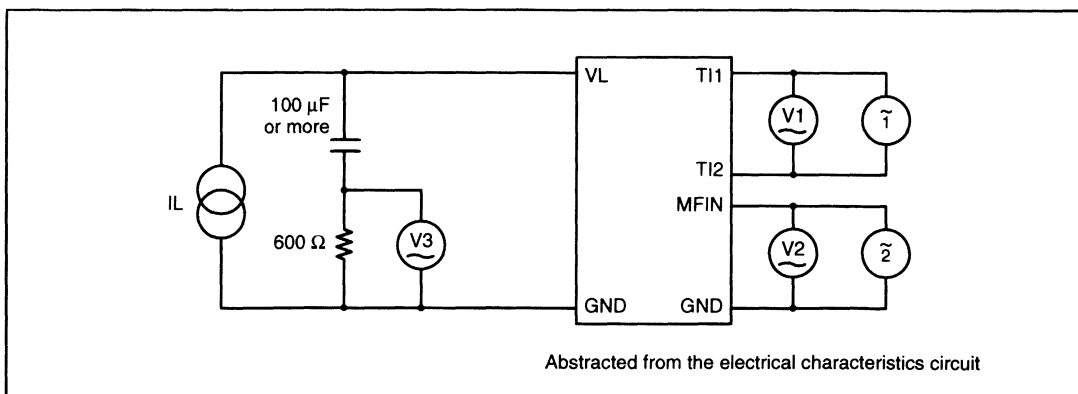 VL
TI1
100 μF
or more
V1
~
1
TI2
IL
MFIN
600 Ω
V3
V2
~
2
GND
GND
Abstracted from the electrical characteristics circuit